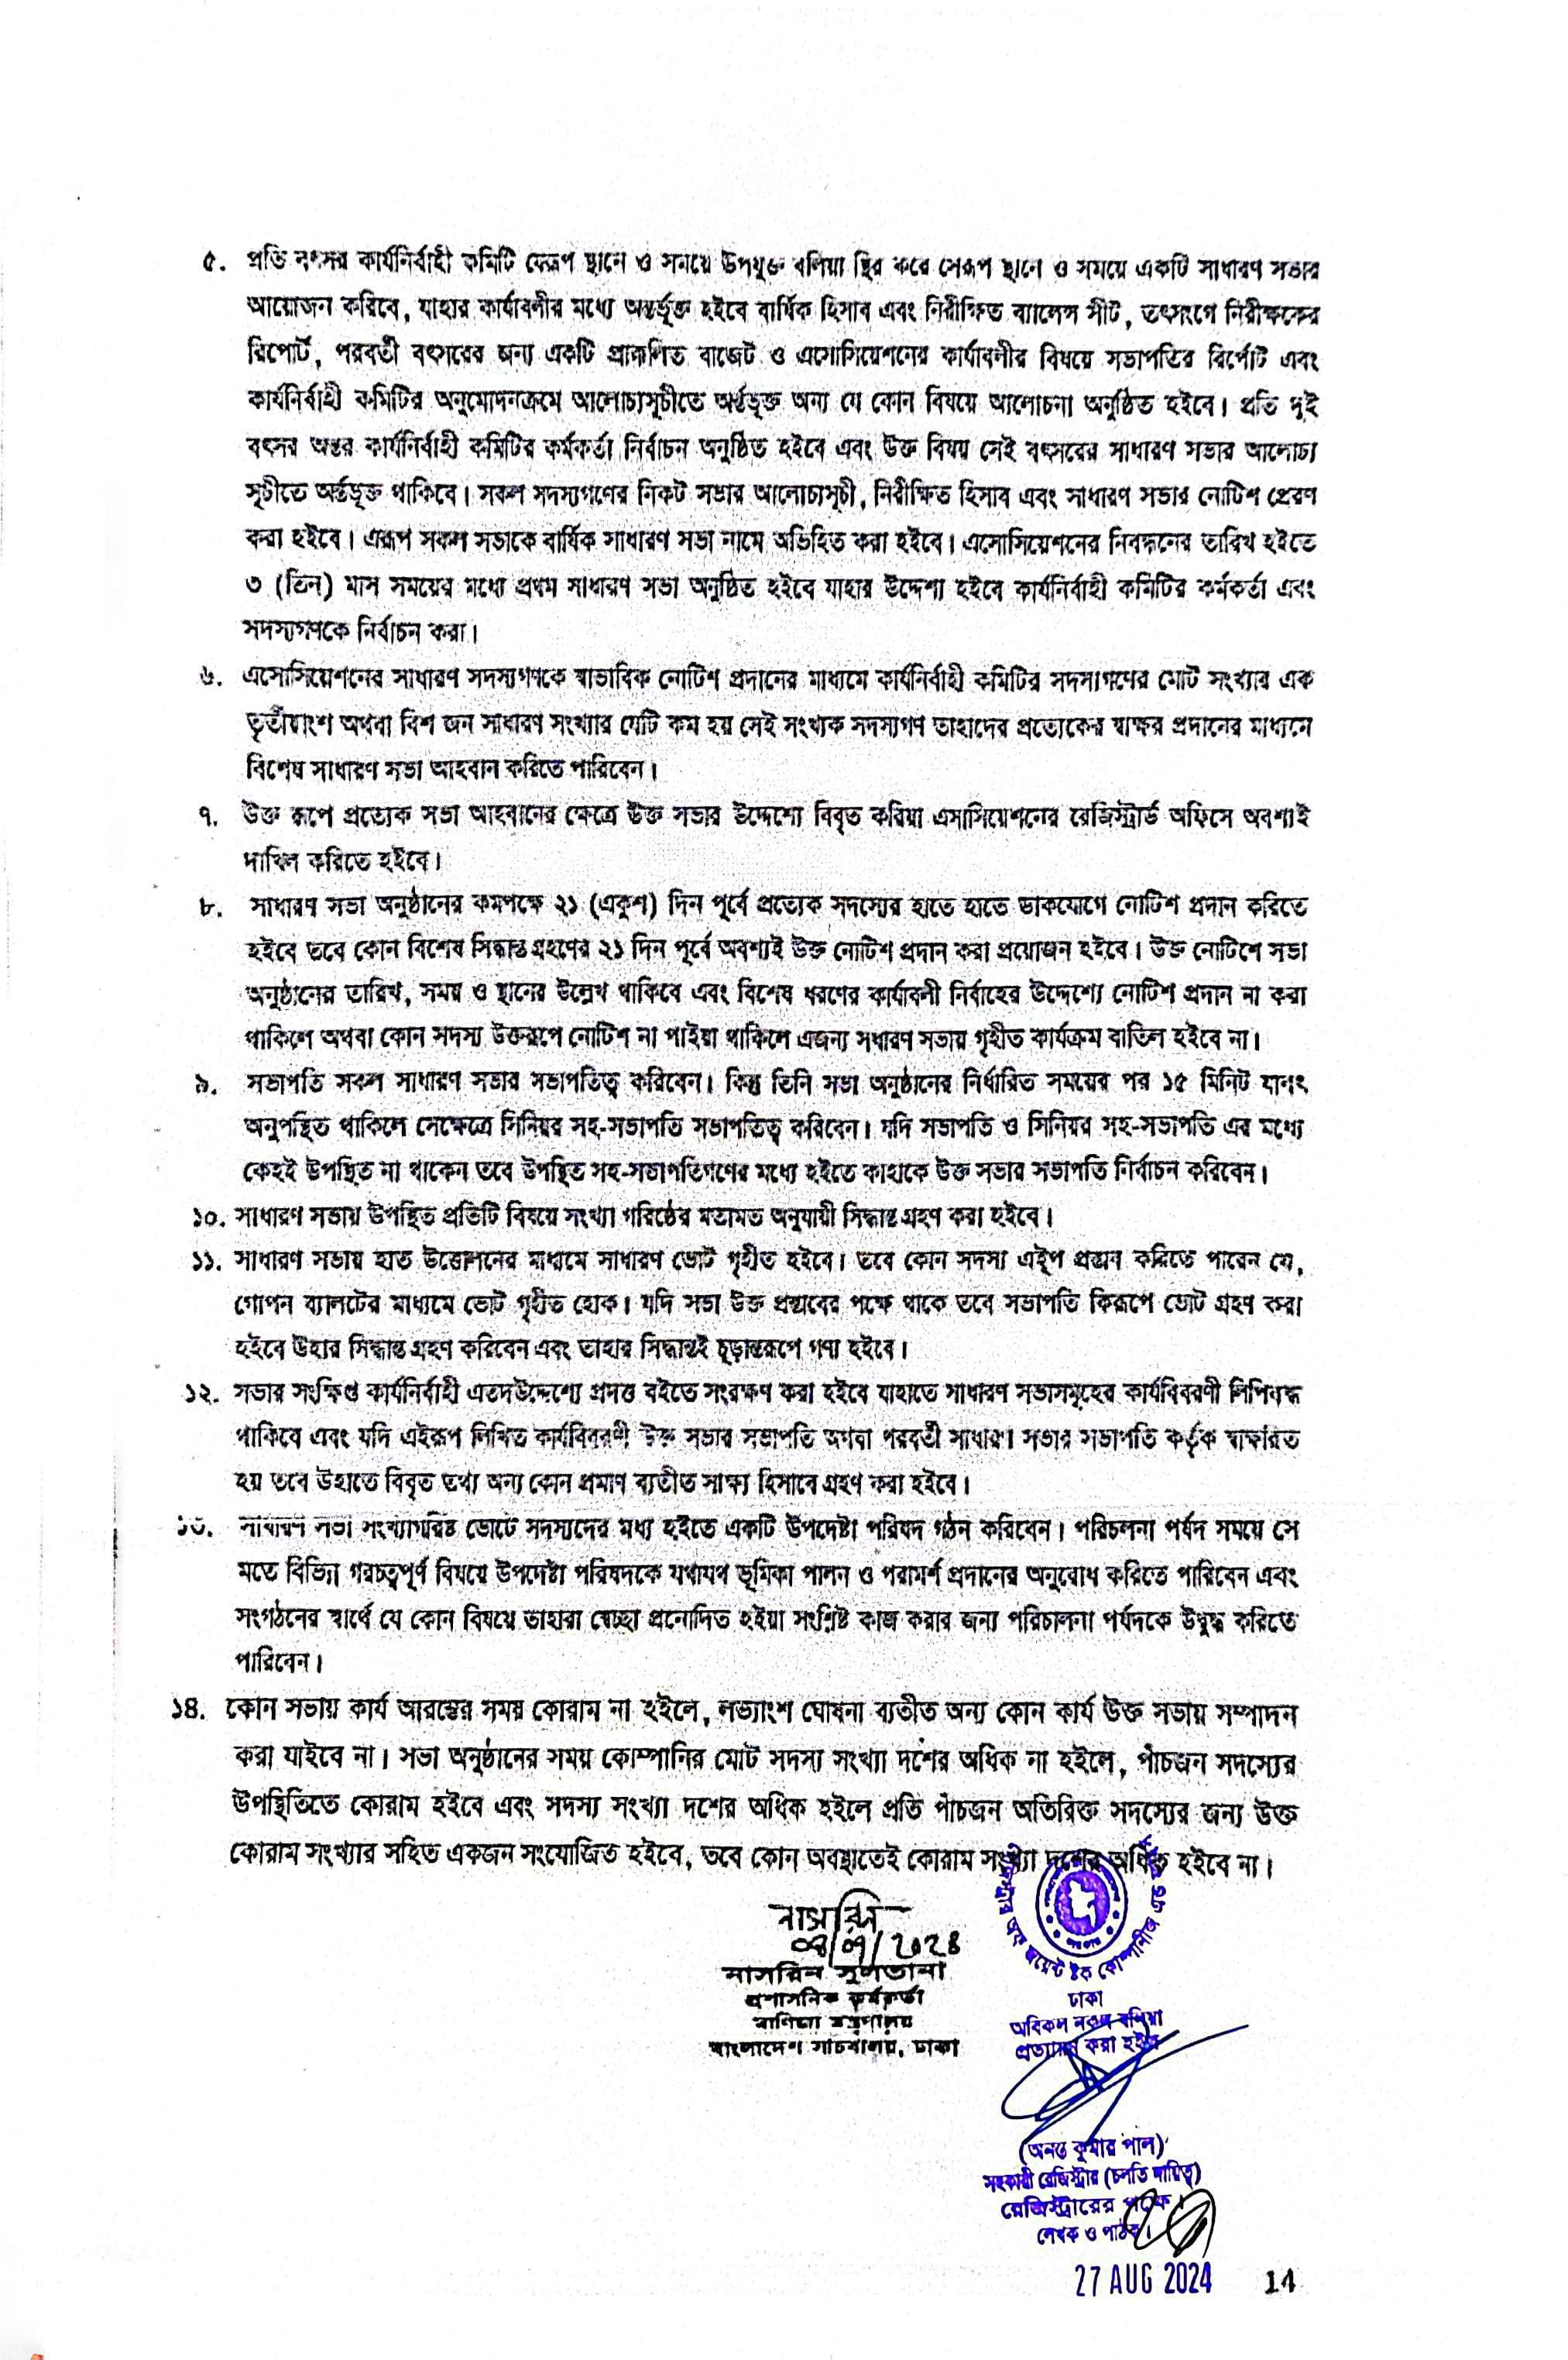 ৫. প্রতি বৎসর কার্যনির্বাহী কমিটি যেরূপ স্থানে ও সময়ে উপযুক্ত বলিয়া স্থির করে সেরূপ স্থানে ও সময়ে একটি সাধারণ সভার
আয়োজন করিবে, যাহার কার্যাবলীর মধ্যে অন্তর্ভূক্ত হইবে বার্ষিক হিসাব এবং নিরীক্ষিত ব্যালেন্স সীট, তৎসংগে নিরীক্ষকের
রিপোর্ট, পরবর্তী বৎসরের জন্য একটি প্রাক্কলিত বাজেট ও এসোসিয়েশনের কার্যাবলীর বিষয়ে সভাপতির রির্পোট এবং
কার্যনির্বাহী কমিটির অনুমোদনক্রমে আলোচ্যসূচীতে অর্ন্তভূক্ত অন্য যে কোন বিষয়ে আলোচনা অনুষ্ঠিত হইবে। প্রতি দুই
বৎসর অন্তর কার্যনির্বাহী কমিটির কর্মকর্তা নির্বাচন অনুষ্ঠিত হইবে এবং উক্ত বিষয় সেই বৎসরের সাধারণ সভার আলোচ্য
সূচীতে অর্ন্তভূক্ত থাকিবে। সকল সদস্যগণের নিকট সভার আলোচ্যসূচী, নিরীক্ষিত হিসাব এবং সাধারণ সভার নোটিশ প্রেরণ
করা হইবে। এরূপ সকল সভাকে বার্ষিক সাধারণ সভা নামে অভিহিত করা হইবে। এসোসিয়েশনের নিবন্ধনের তারিখ হইতে
৩ (তিন) মাস সময়ের মধ্যে প্রথম সাধারণ সভা অনুষ্ঠিত হইবে যাহার উদ্দেশ্য হইবে কার্যনির্বাহী কমিটির কর্মকর্তা এবং
সদস্যগণকে নির্বাচন করা।
৬. এসোসিয়েশনের সাধারণ সদস্যগণকে স্বাভাবিক নোটিশ প্রদানের মাধ্যমে কার্যনির্বাহী কমিটির সদস্যগণের মোট সংখ্যার এক
তৃতীয়াংশ অথবা বিশ জন সাধারণ সংখ্যার যেটি কম হয় সেই সংখ্যক সদস্যগণ তাহাদের প্রত্যেকের স্বাক্ষর প্রদানের মাধ্যমে
বিশেষ সাধারণ সভা আহবান করিতে পারিবেন।
৭. উক্ত রূপে প্রত্যেক সভা আহবানের ক্ষেত্রে উক্ত সভার উদ্দেশ্যে বিবৃত করিয়া এসাসিয়েশনের রেজিস্ট্রার্ড অফিসে অবশ্যই
দাখিল করিতে হইবে।
৮. সাধারণ সভা অনুষ্ঠানের কমপক্ষে ২১ (একুশ) দিন পূর্বে প্রত্যেক সদস্যের হাতে হাতে ডাকযোগে নোটিশ প্রদান করিতে
হইবে তবে কোন বিশেষ সিদ্ধান্ত গ্রহণের ২১ দিন পূর্বে অবশ্যই উক্ত নোটিশ প্রদান করা প্রয়োজন হইবে। উক্ত নোটিশে সভা
অনুষ্ঠানের তারিখ, সময় ও স্থানের উল্লেখ থাকিবে এবং বিশেষ ধরণের কার্যাবলী নির্বাহের উদ্দেশ্যে নোটিশ প্রদান না করা
থাকিলে অথবা কোন সদস্য উক্তরূপে নোটিশ না পাইয়া থাকিলে এজন্য সধারণ সভায় গৃহীত কার্যক্রম বাতিল হইবে না।
৯. সভাপতি সকল সাধারণ সভার সভাপতিত্ব করিবেন। কিন্তু তিনি সভা অনুষ্ঠানের নির্ধারিত সময়ের পর ১৫ মিনিট যাবৎ
অনুপস্থিত থাকিলে সেক্ষেত্রে সিনিয়র সহ-সভাপতি সভাপতিত্ব করিবেন। যদি সভাপতি ও সিনিয়র সহ-সভাপতি এর মধ্যে
কেহই উপস্থিত না থাকেন তবে উপস্থিত সহ-সভাপতিগণের মধ্যে হইতে কাহাকে উক্ত সভার সভাপতি নির্বাচন করিবেন।
১০. সাধারণ সভায় উপস্থিত প্রতিটি বিষয়ে সংখ্যা গরিষ্ঠের মতামত অনুযায়ী সিদ্ধান্ত গ্রহণ করা হইবে।
১১. সাধারণ সভায় হাত উত্তোলনের মাধ্যমে সাধারণ ভোট গৃহীত হইবে। তবে কোন সদস্য এইূপ প্রস্তাব করিতে পারেন যে,
গোপন ব্যালটের মাধ্যমে ভোট গৃহীত হোক। যদি সভা উক্ত প্রস্তাবের পক্ষে থাকে তবে সভাপতি কিরূপে ভোট গ্রহণ করা
হইবে উহার সিদ্ধান্ত গ্রহণ করিবেন এবং তাহার সিদ্ধান্তই চূড়ান্তরূপে গণ্য হইবে।
১২. সভার সংক্ষিপ্ত কার্যনির্বাহী এতদউদ্দেশ্যে প্রদত্ত বইতে সংরক্ষণ করা হইবে যাহাতে সাধারণ সভাসমূহের কার্যবিবরণী লিপিবদ্ধ
থাকিবে এবং যদি এইরূপ লিখিত কার্যবিবরণী উক্ত সভার সভাপতি অথবা পরবর্তী সাধারণ সভার সভাপতি কর্তৃক স্বাক্ষরিত
হয় তবে উহাতে বিবৃত তথ্য অন্য কোন প্রমাণ ব্যতীত সাক্ষ্য হিসাবে গ্রহণ করা হইবে।
১৩. সাধারণ সভা সংখ্যাগরিষ্ঠ ভোটে সদস্যদের মধ্য হইতে একটি উপদেষ্টা পরিষদ গঠন করিবেন। পরিচলনা পর্ষদ সময়ে সে
মতে বিভিন্ন গরচত্বপূর্ণ বিষয়ে উপদেষ্টা পরিষদকে যথাযথ ভূমিকা পালন ও পরামর্শ প্রদানের অনুরোধ করিতে পারিবেন এবং
সংগঠনের স্বার্থে যে কোন বিষয়ে তাহারা স্বেচ্ছা প্রনোদিত হইয়া সংশ্লিষ্ট কাজ করার জন্য পরিচালনা পর্ষদকে উদ্বুদ্ধ করিতে
পারিবেন।
১৪. কোন সভায় কার্য আরম্ভের সময় কোরাম না হইলে, লভ্যাংশ ঘোষনা ব্যতীত অন্য কোন কার্য উক্ত সভায় সম্পাদন
করা যাইবে না। সভা অনুষ্ঠানের সময় কোম্পানির মোট সদস্য সংখ্যা দশের অধিক না হইলে, পাঁচজন সদস্যের
উপস্থিতিতে কোরাম হইবে এবং সদস্য সংখ্যা দশের অধিক হইলে প্রতি পাঁচজন অতিরিক্ত সদস্যের জন্য উক্ত
কোরাম সংখ্যার সহিত একজন সংযোজিত হইবে, তবে কোন অবস্থাতেই কোরাম সংখ্যা দশের অধিক হইবে না।
নাসরিন
নাসরিন সুলতানা
প্রশাসনিক কর্মকর্তা
বাণিজ্য মন্ত্রণালয়
বাংলাদেশ সচিবালয়, ঢাকা
অফ জয়েন্ট ষ্টক কোম্পানীজ এন্ড
ঢাকা
অবিকল নকল বলিয়া
প্রত্যায়ন করা হইল
(অনন্ত কুমার পাল)
সহকারী রেজিস্ট্রার (চলতি দায়িত্ব)
রেজিস্ট্রারের পক্ষে।
লেখক ও পাঠক।
27 AUG 2024
14